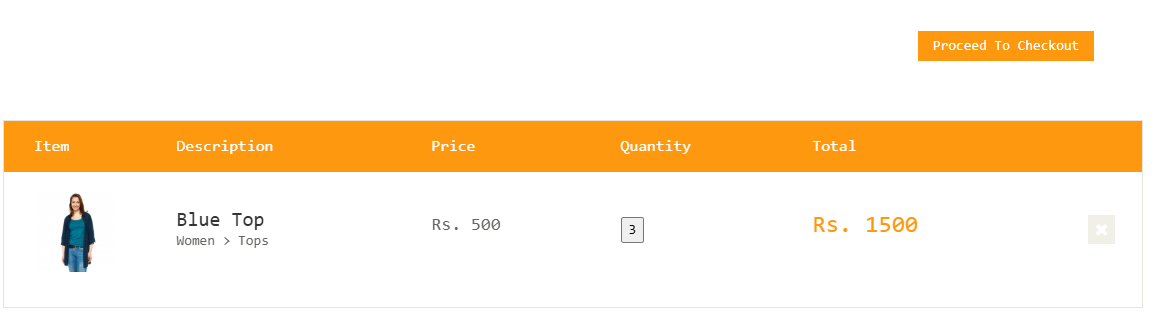 Proceed To Checkout
Item Description Price Quantity Total
Blue Top
Women > Tops
Rs. 500
3
Rs. 1500